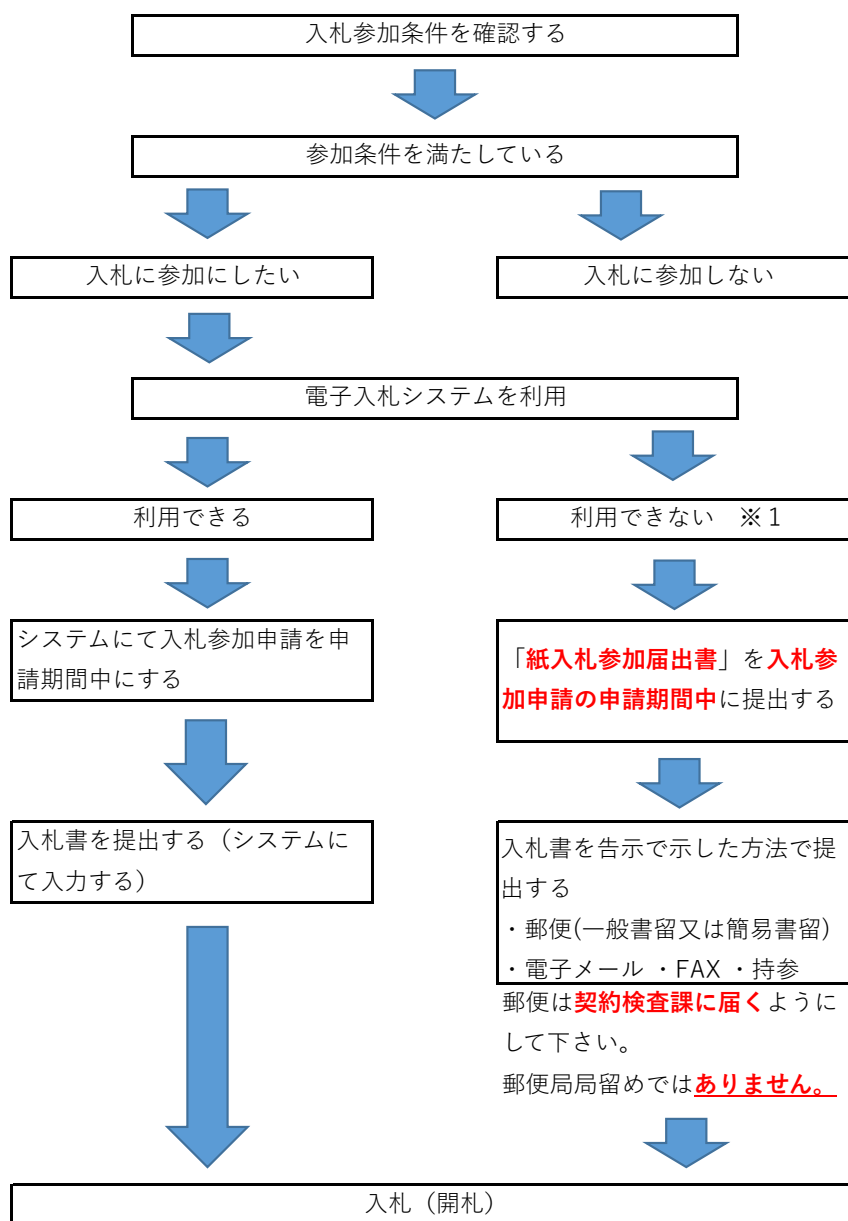 入札参加条件を確認する
参加条件を満たしている
入札に参加にしたい
入札に参加しない
電子入札システムを利用
利用できる
利用できない　※１
システムにて入札参加申請を申
請期間中にする
「紙入札参加届出書」を入札参
加申請の申請期間中に提出する
入札書を提出する（システムに
て入力する）
入札書を告示で示した方法で提
出する
・郵便(一般書留又は簡易書留)
・電子メール ・FAX ・持参
郵便は契約検査課に届くように
して下さい。
郵便局局留めではありません。
入札（開札）